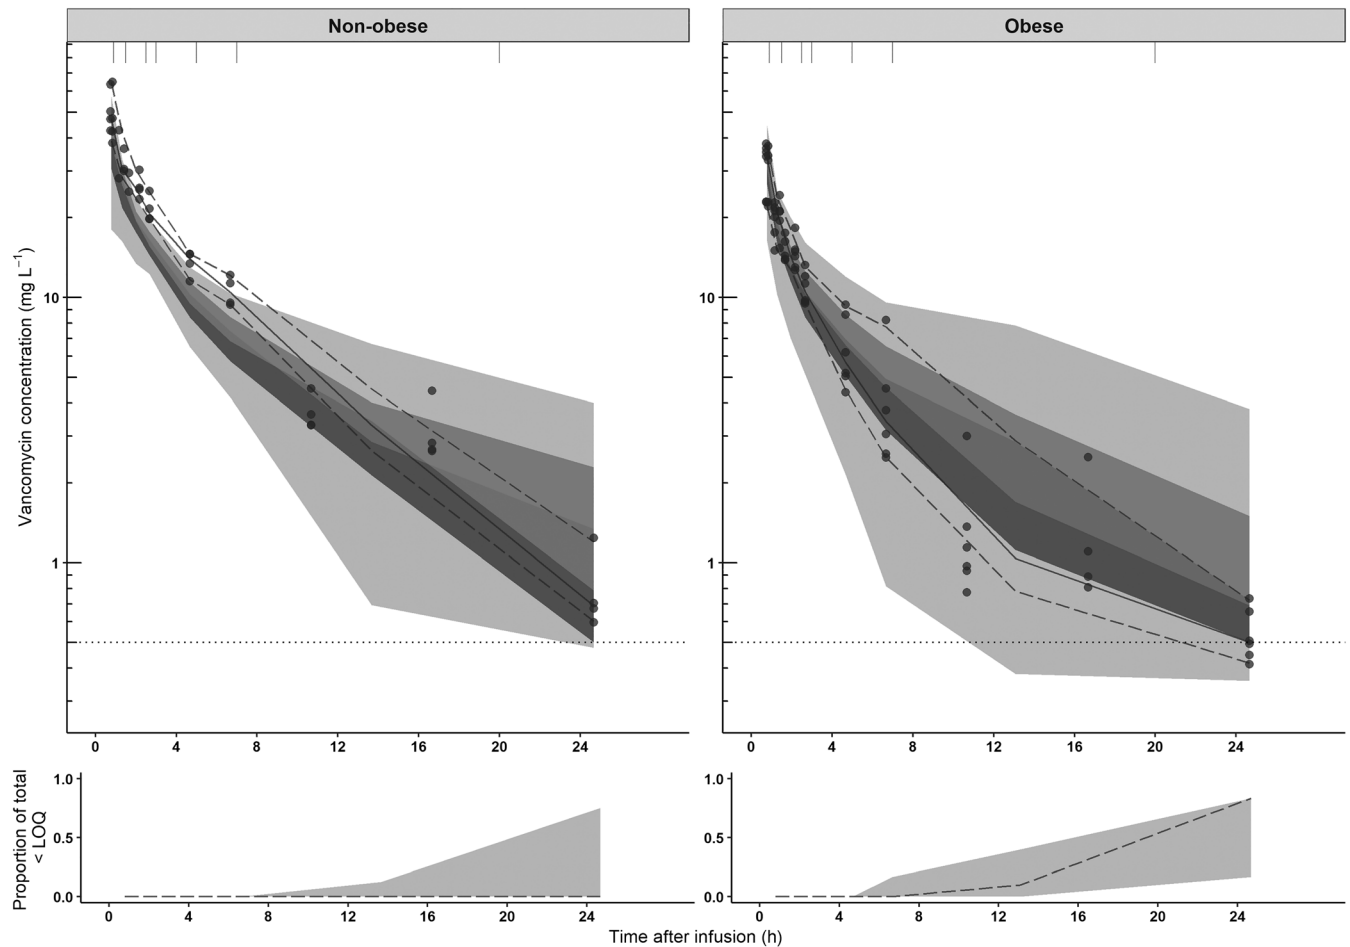 Non-obese
Obese
Vancomycin concentration (mg L⁻¹)
10
1
10
1
0 4 8 12 16 20 24
0 4 8 12 16 20 24
Proportion of total
< LOQ
1.0
0.5
0.0
1.0
0.5
0.0
0 4 8 12 16 20 24
0 4 8 12 16 20 24
Time after infusion (h)